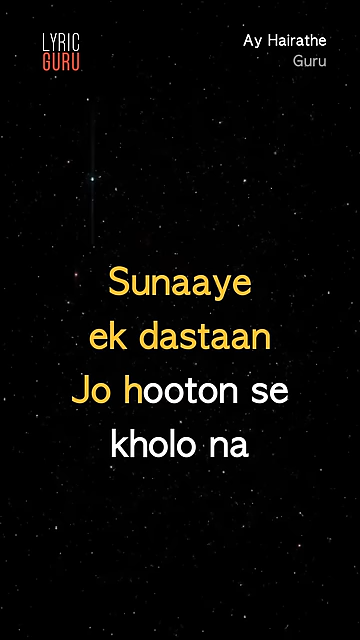 LYRIC
GURU
Ay Hairathe
Guru
Sunaaye
ek dastaan
Jo hooton se
kholo na